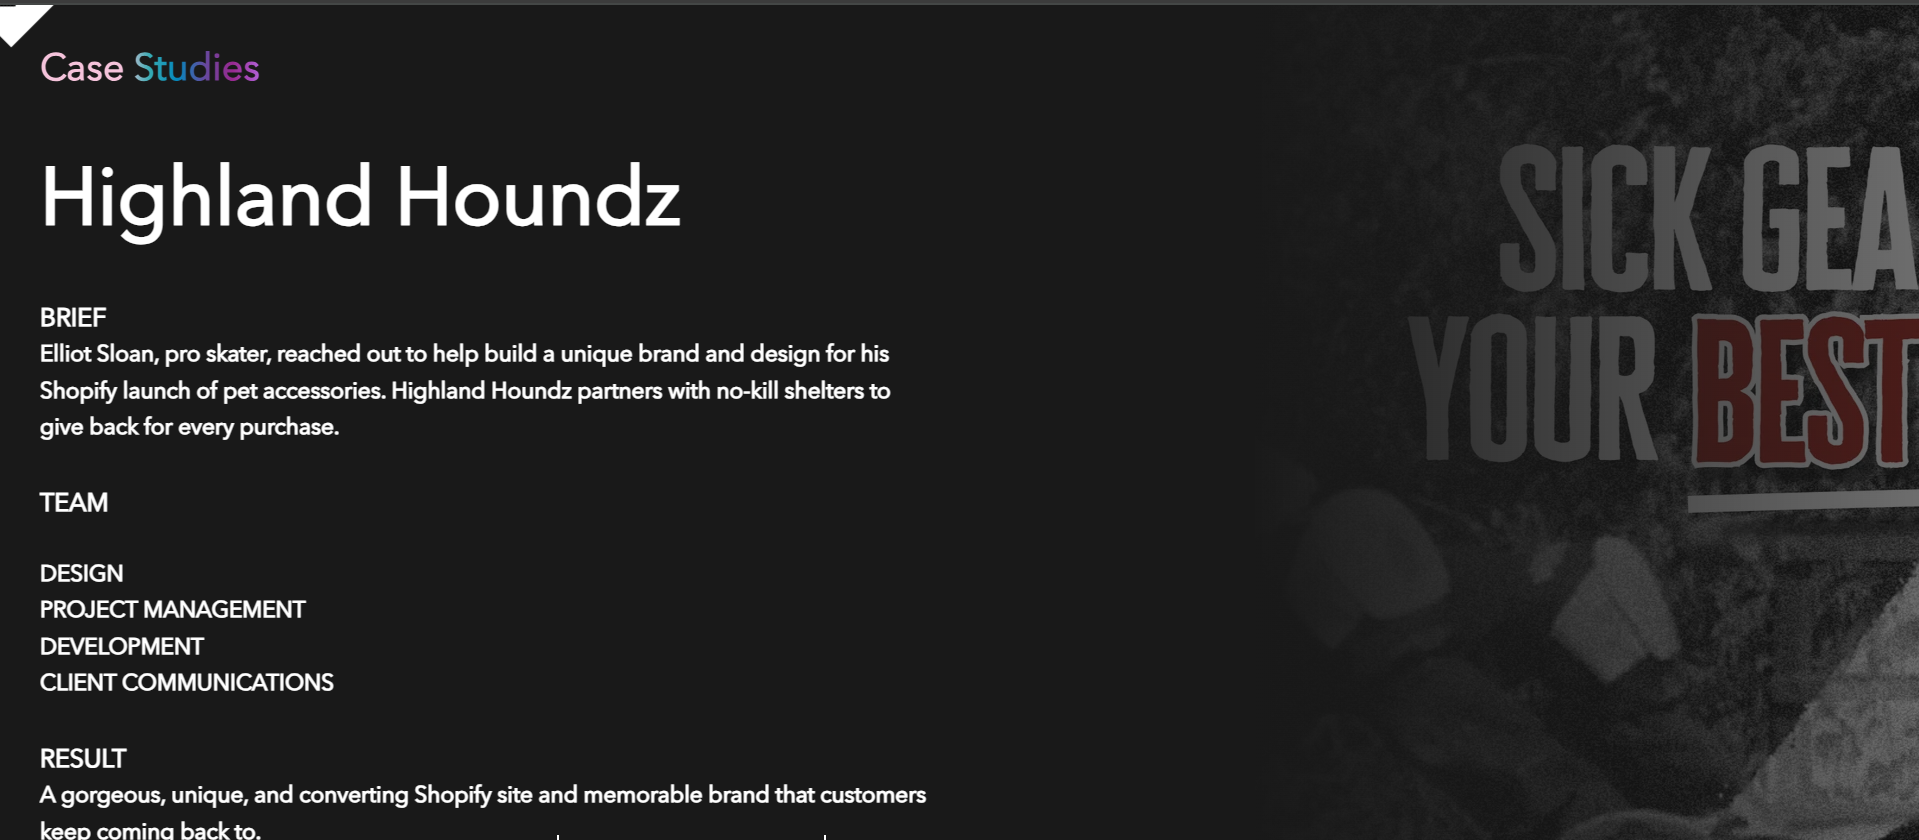 Case Studies
Highland Houndz
BRIEF
Elliot Sloan, pro skater, reached out to help build a unique brand and design for his
Shopify launch of pet accessories. Highland Houndz partners with no-kill shelters to
give back for every purchase.
TEAM
DESIGN
PROJECT MANAGEMENT
DEVELOPMENT
CLIENT COMMUNICATIONS
RESULT
A gorgeous, unique, and converting Shopify site and memorable brand that customers
keep coming back to.
SICK GEA
YOUR BEST